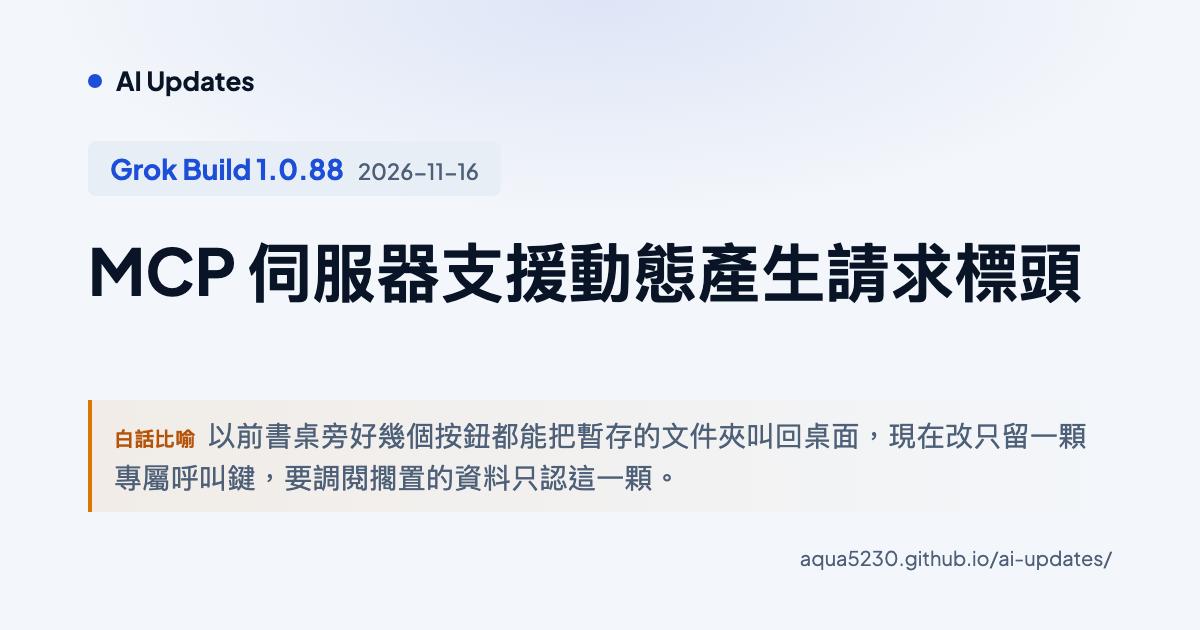 AI Updates
Grok Build 1.0.88 2026-11-16
MCP 伺服器支援動態產生請求標頭
白話比喻 以前書桌旁好幾個按鈕都能把暫存的文件夾叫回桌面，現在改只留一顆
專屬呼叫鍵，要調閱擱置的資料只認這一顆。
aqua5230.github.io/ai-updates/